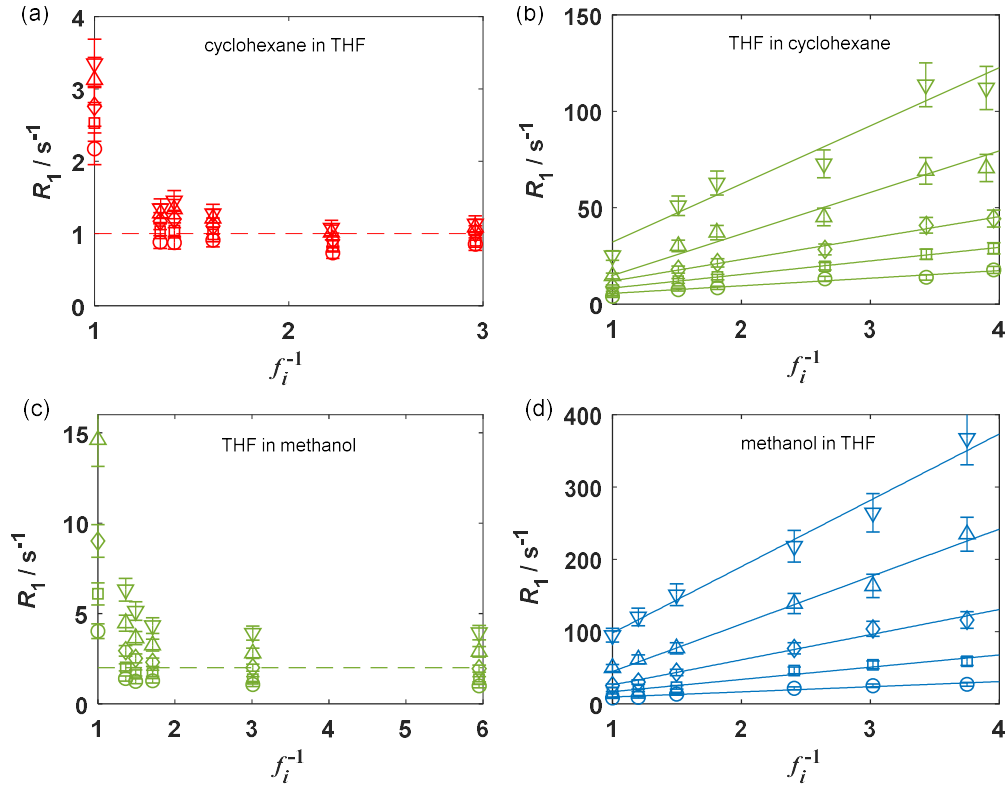 (a)
cyclohexane in THF
R1 / s-1
4
3
2
1
0
1 2 3
fi-1
(b)
THF in cyclohexane
R1 / s-1
150
100
50
0
1 2 3 4
fi-1
(c)
THF in methanol
R1 / s-1
15
10
5
0
1 2 3 4 5 6
fi-1
(d)
methanol in THF
R1 / s-1
400
300
200
100
0
1 2 3 4
fi-1